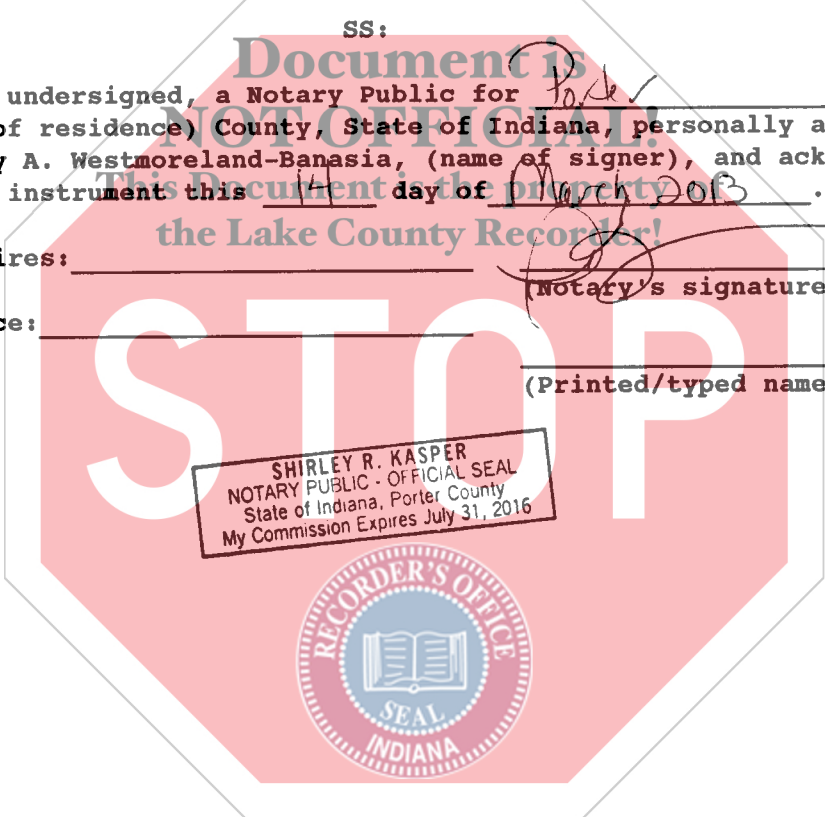 SS:
Document is
undersigned, a Notary Public for Porter
NOT OFFICIAL!
of residence) County, State of Indiana, personally a
y A. Westmoreland-Banasia, (name of signer), and ack
This Document is the property
instrument this 14 day of March 2013.
the Lake County Recorder!
ires:
(Notary's signature
ce:
(Printed/typed name
STOP
SHIRLEY R. KASPER
NOTARY PUBLIC - OFFICIAL SEAL
State of Indiana, Porter County
My Commission Expires July 31, 2016
RECORDER'S OFFICE
SEAL
INDIANA